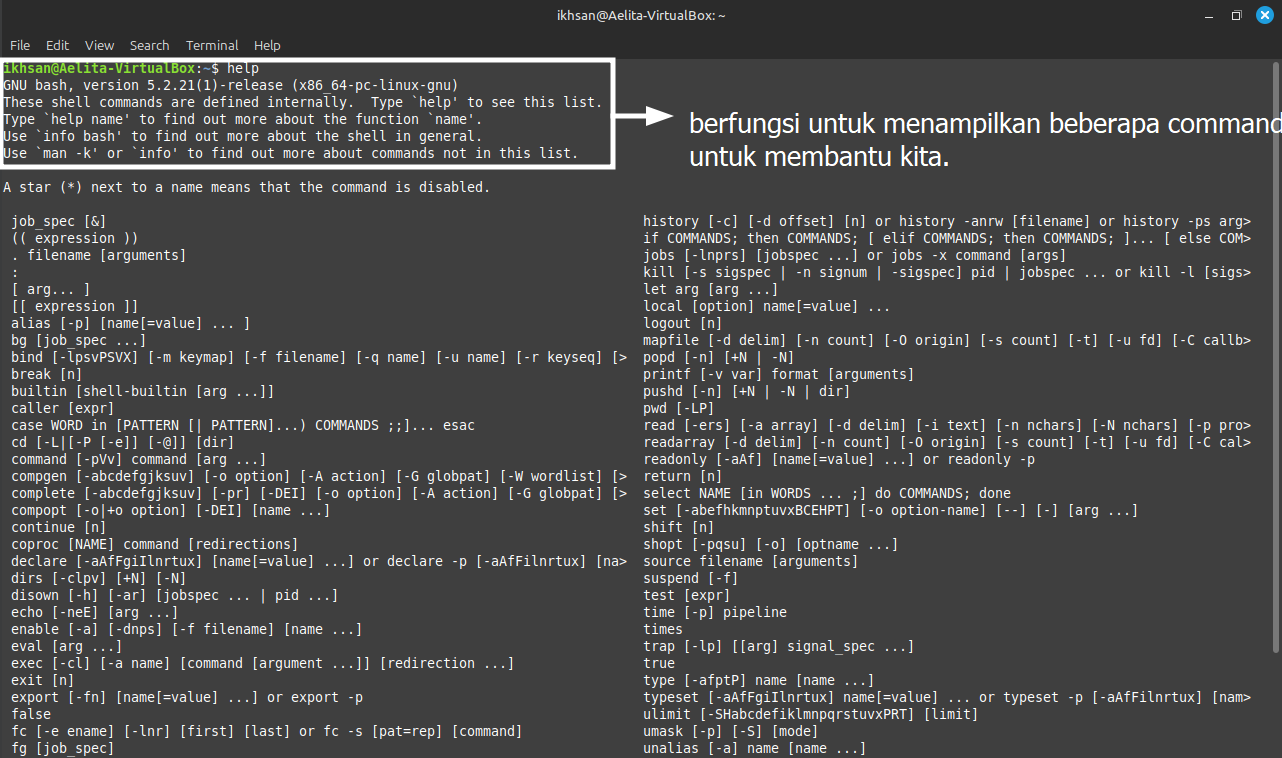 ikhsan@Aelita-VirtualBox: ~
File Edit View Search Terminal Help
ikhsan@Aelita-VirtualBox:~$ help
GNU bash, version 5.2.21(1)-release (x86_64-pc-linux-gnu)
These shell commands are defined internally.  Type `help' to see this list.
Type `help name' to find out more about the function `name'.
Use `info bash' to find out more about the shell in general.
Use `man -k' or `info' to find out more about commands not in this list.
berfungsi untuk menampilkan beberapa command
untuk membantu kita.
A star (*) next to a name means that the command is disabled.
job_spec [&]
(( expression ))
. filename [arguments]
:
[ arg... ]
[[ expression ]]
alias [-p] [name[=value] ... ]
bg [job_spec ...]
bind [-lpsvPSVX] [-m keymap] [-f filename] [-q name] [-u name] [-r keyseq] [>
break [n]
builtin [shell-builtin [arg ...]]
caller [expr]
case WORD in [PATTERN [| PATTERN]...) COMMANDS ;;]... esac
cd [-L|[-P [-e]] [-@]] [dir]
command [-pVv] command [arg ...]
compgen [-abcdefgjksuv] [-o option] [-A action] [-G globpat] [-W wordlist] [>
complete [-abcdefgjksuv] [-pr] [-DEI] [-o option] [-A action] [-G globpat] [>
compopt [-o|+o option] [-DEI] [name ...]
continue [n]
coproc [NAME] command [redirections]
declare [-aAfFgiIlnrtux] [name[=value] ...] or declare -p [-aAfFilnrtux] [na>
dirs [-clpv] [+N] [-N]
disown [-h] [-ar] [jobspec ... | pid ...]
echo [-neE] [arg ...]
enable [-a] [-dnps] [-f filename] [name ...]
eval [arg ...]
exec [-cl] [-a name] [command [argument ...]] [redirection ...]
exit [n]
export [-fn] [name[=value] ...] or export -p
false
fc [-e ename] [-lnr] [first] [last] or fc -s [pat=rep] [command]
fg [job_spec]
history [-c] [-d offset] [n] or history -anrw [filename] or history -ps arg>
if COMMANDS; then COMMANDS; [ elif COMMANDS; then COMMANDS; ]... [ else COM>
jobs [-lnprs] [jobspec ...] or jobs -x command [args]
kill [-s sigspec | -n signum | -sigspec] pid | jobspec ... or kill -l [sigs>
let arg [arg ...]
local [option] name[=value] ...
logout [n]
mapfile [-d delim] [-n count] [-O origin] [-s count] [-t] [-u fd] [-C callb>
popd [-n] [+N | -N]
printf [-v var] format [arguments]
pushd [-n] [+N | -N | dir]
pwd [-LP]
read [-ers] [-a array] [-d delim] [-i text] [-n nchars] [-N nchars] [-p pro>
readarray [-d delim] [-n count] [-O origin] [-s count] [-t] [-u fd] [-C cal>
readonly [-aAf] [name[=value] ...] or readonly -p
return [n]
select NAME [in WORDS ... ;] do COMMANDS; done
set [-abefhkmnptuvxBCEHPT] [-o option-name] [--] [-] [arg ...]
shift [n]
shopt [-pqsu] [-o] [optname ...]
source filename [arguments]
suspend [-f]
test [expr]
time [-p] pipeline
times
trap [-lp] [[arg] signal_spec ...]
true
type [-afptP] name [name ...]
typeset [-aAfFgiIlnrtux] name[=value] ... or typeset -p [-aAfFilnrtux] [nam>
ulimit [-SHabcdefiklmnpqrstuvxPRT] [limit]
umask [-p] [-S] [mode]
unalias [-a] name [name ...]